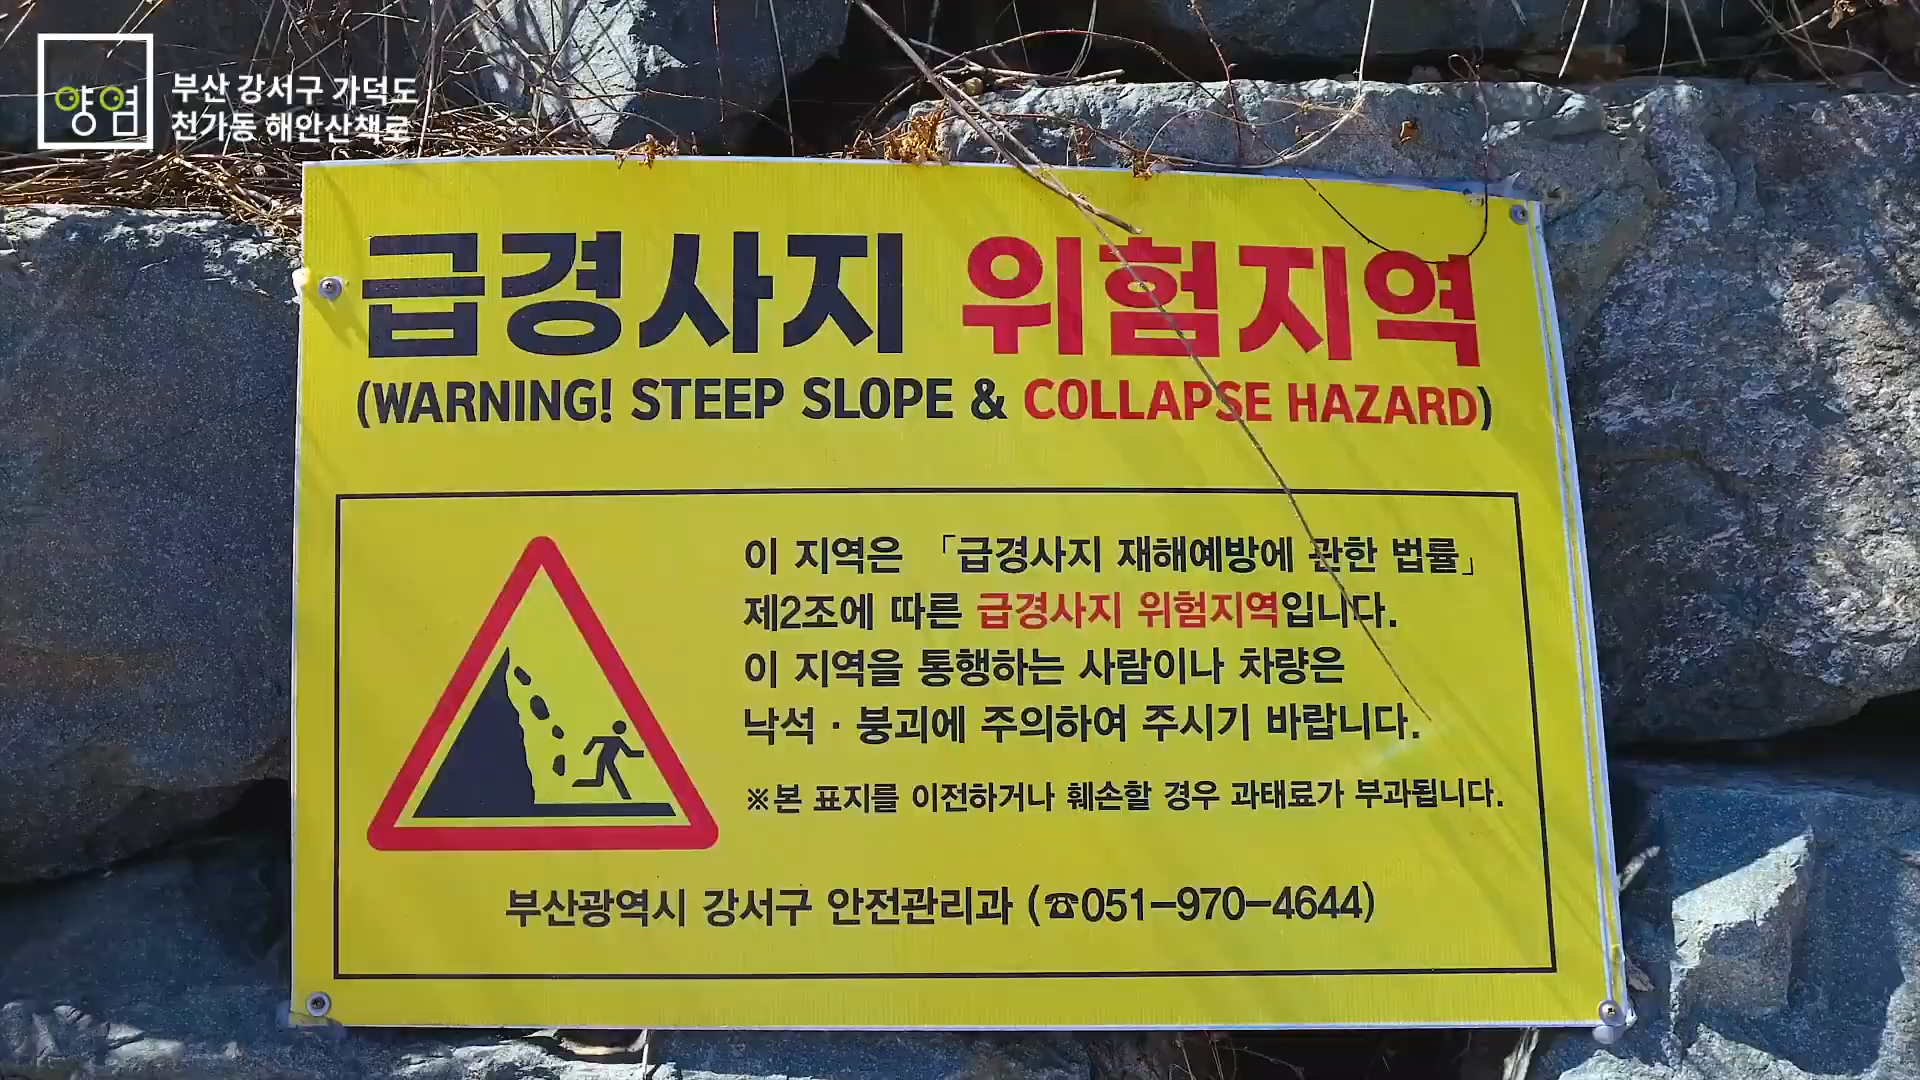 양염
부산 강서구 가덕도
천가동 해안산책로
급경사지 위험지역
(WARNING! STEEP SLOPE & COLLAPSE HAZARD)
이 지역은 「급경사지 재해예방에 관한 법률」
제2조에 따른 급경사지 위험지역입니다.
이 지역을 통행하는 사람이나 차량은
낙석·붕괴에 주의하여 주시기 바랍니다.
※본 표지를 이전하거나 훼손할 경우 과태료가 부과됩니다.
부산광역시 강서구 안전관리과 (☎051-970-4644)